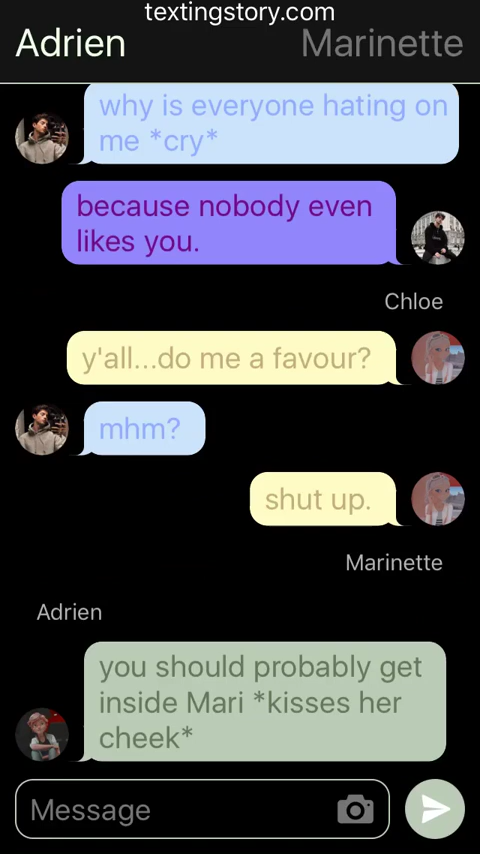 textingstory.com
Adrien
Marinette
why is everyone hating on
me *cry*
because nobody even
likes you.
Chloe
y'all...do me a favour?
mhm?
shut up.
Marinette
Adrien
you should probably get
inside Mari *kisses her
cheek*
Message